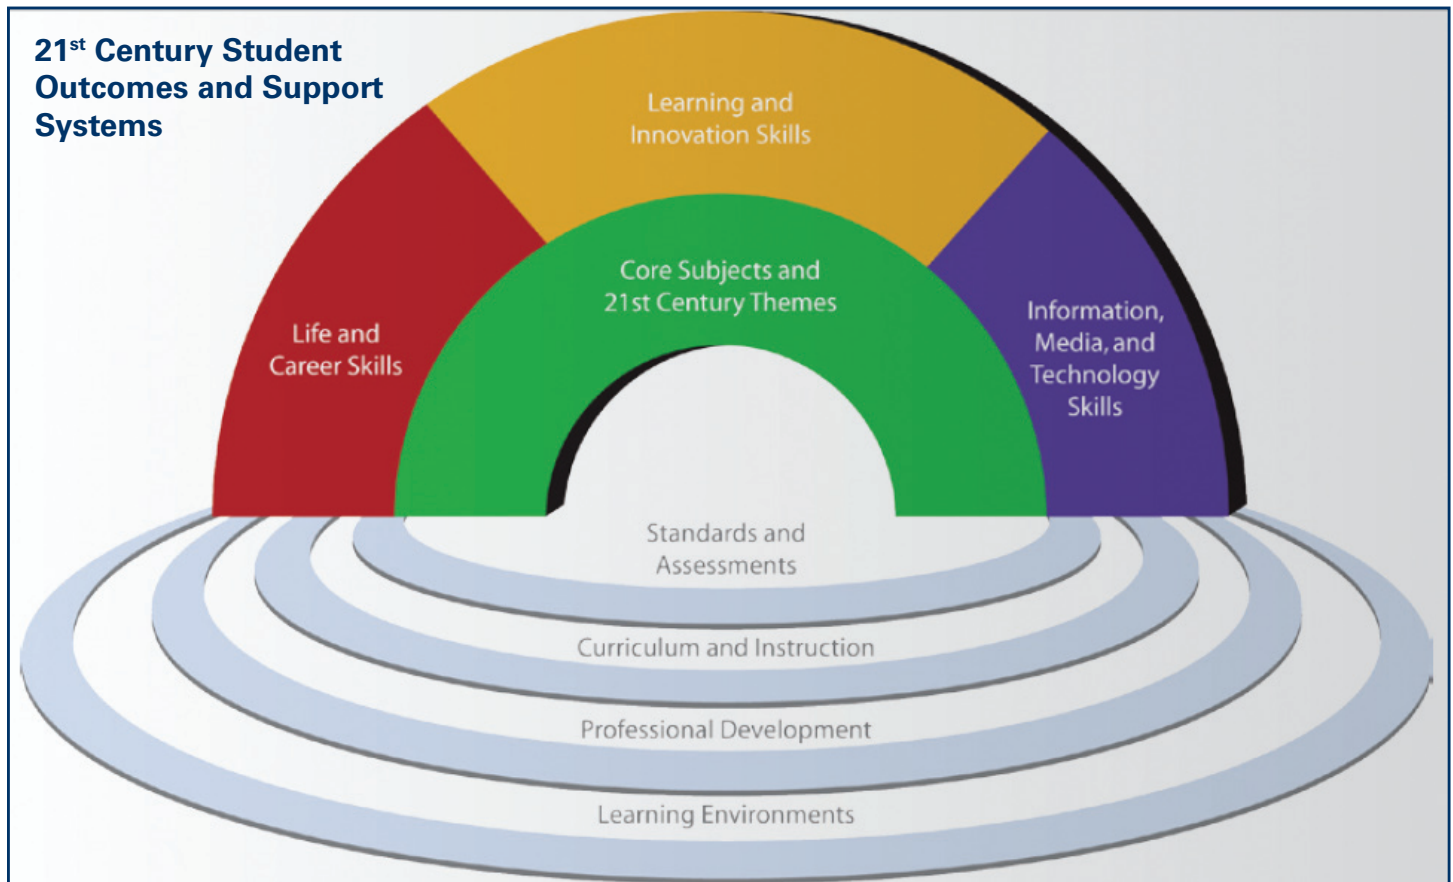 21st Century Student
Outcomes and Support
Systems
Learning and
Innovation Skills
Core Subjects and
21st Century Themes
Life and
Career Skills
Information,
Media, and
Technology
Skills
Standards and
Assessments
Curriculum and Instruction
Professional Development
Learning Environments